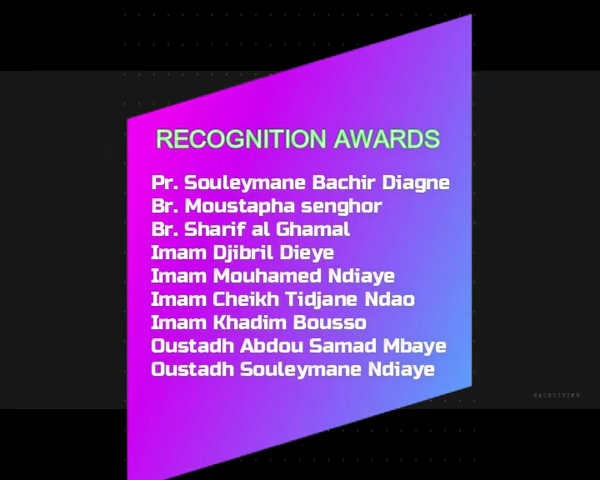 RECOGNITION AWARDS
Pr. Souleymane Bachir Diagne
Br. Moustapha senghor
Br. Sharif al Ghamal
Imam Djibril Dieye
Imam Mouhamed Ndiaye
Imam Cheikh Tidjane Ndao
Imam Khadim Bousso
Oustadh Abdou Samad Mbaye
Oustadh Souleymane Ndiaye